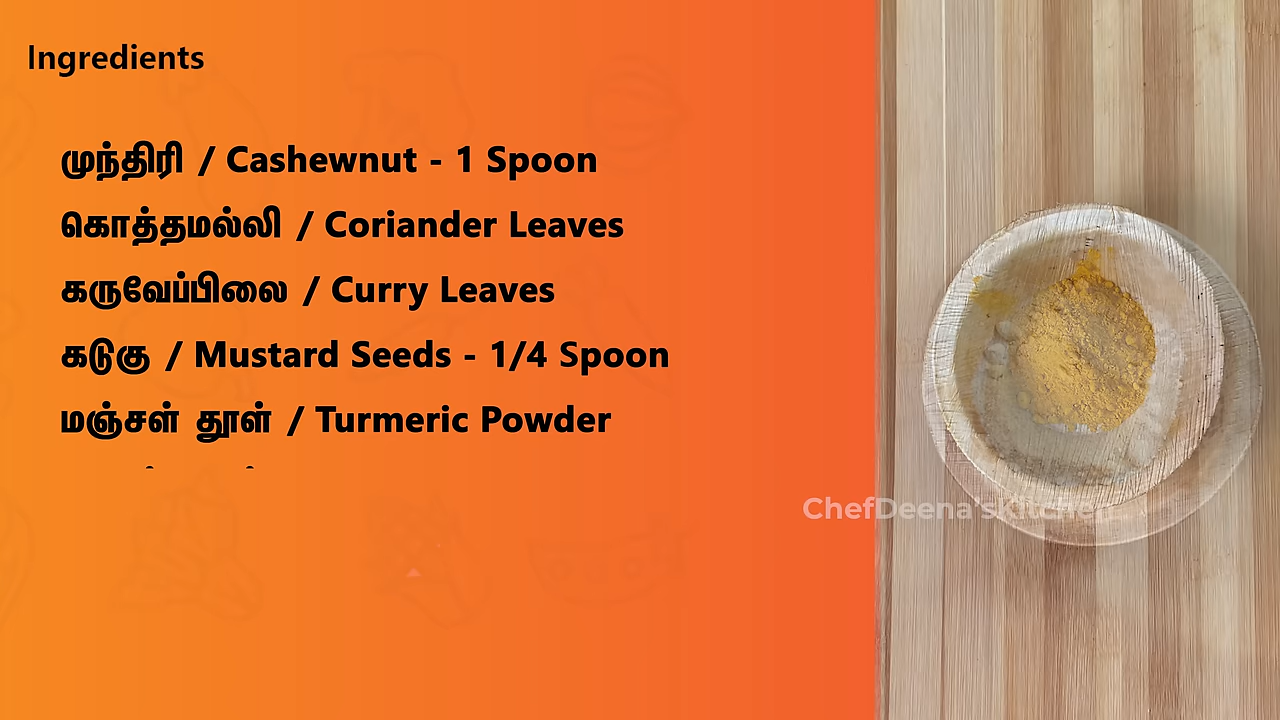 Ingredients
முந்திரி / Cashewnut - 1 Spoon
கொத்தமல்லி / Coriander Leaves
கருவேப்பிலை / Curry Leaves
கடுகு / Mustard Seeds - 1/4 Spoon
மஞ்சள் தூள் / Turmeric Powder
ChefDeena'sKitche